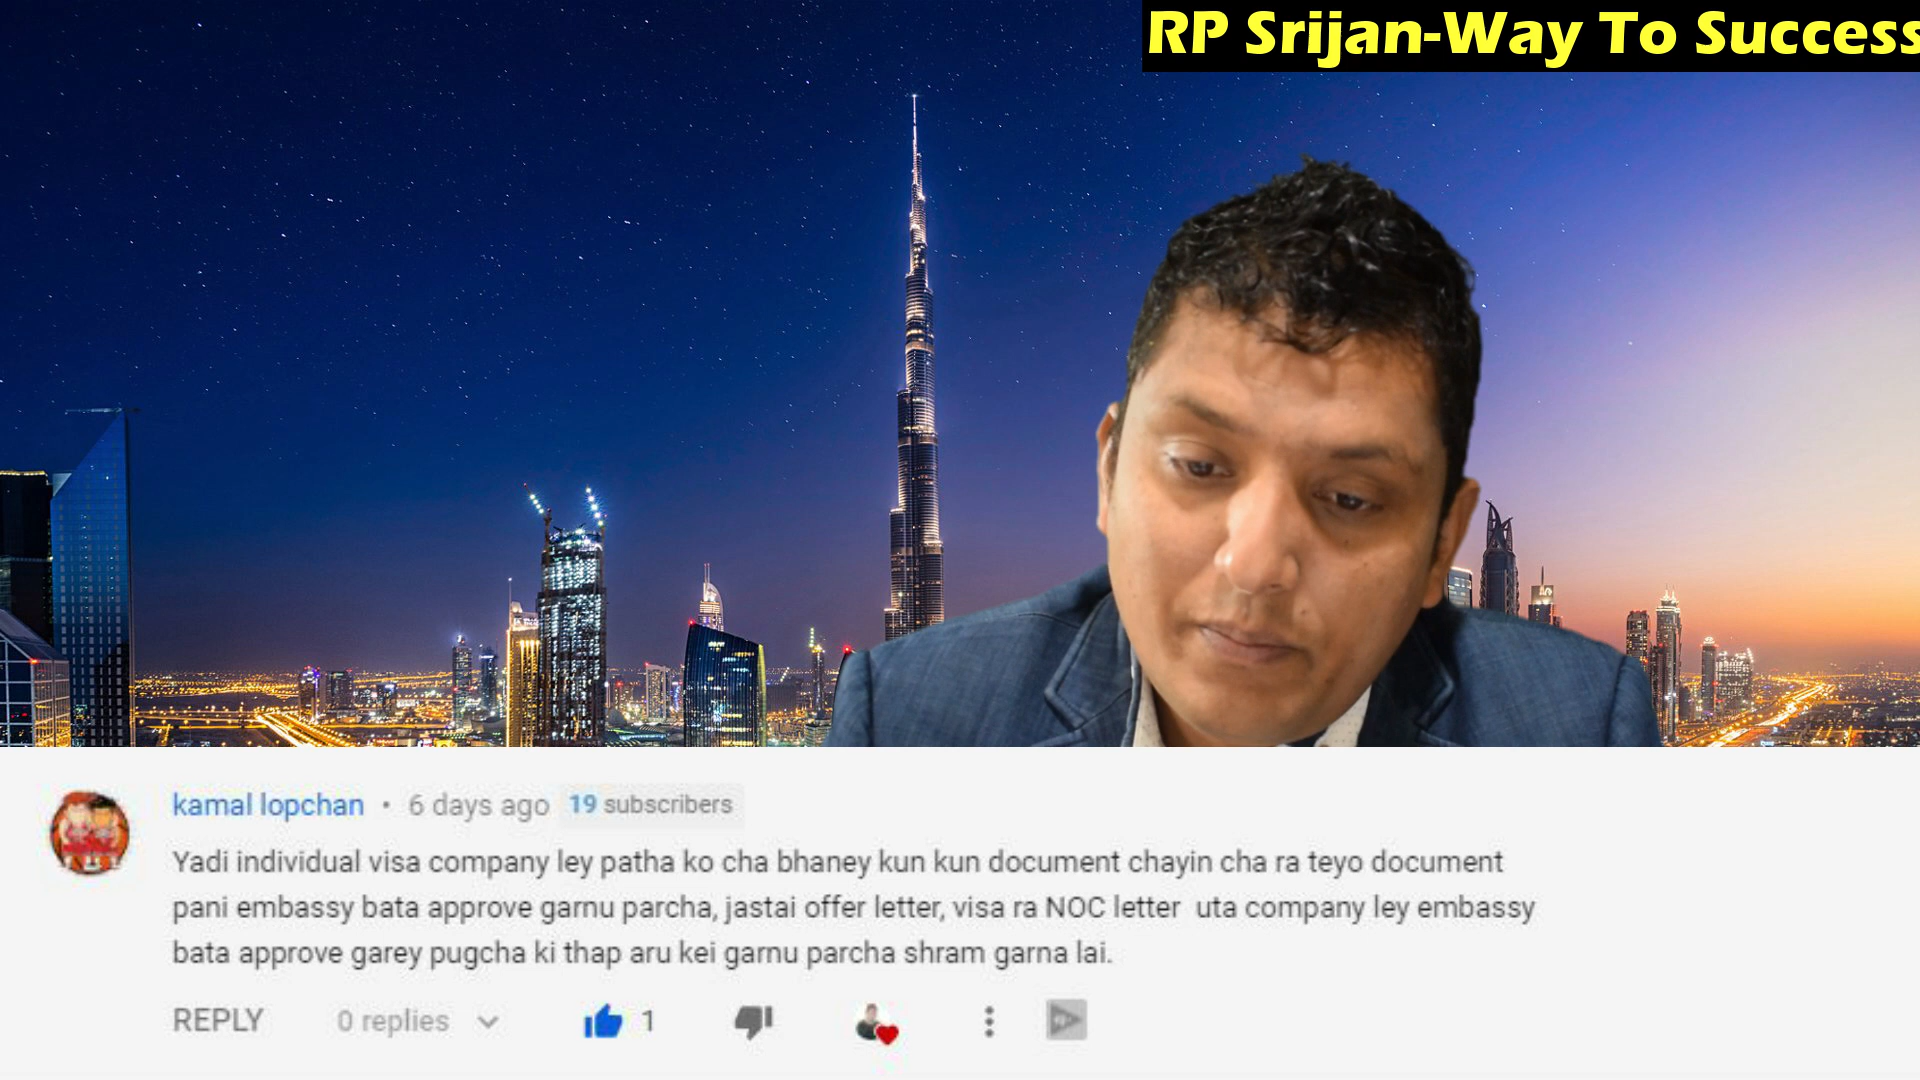 RP Srijan-Way To Success
kamal lopchan • 6 days ago 19 subscribers
Yadi individual visa company ley patha ko cha bhaney kun kun document chayin cha ra teyo document
pani embassy bata approve garnu parcha, jastai offer letter, visa ra NOC letter uta company ley embassy
bata approve garey pugcha ki thap aru kei garnu parcha shram garna lai.
REPLY 0 replies 1